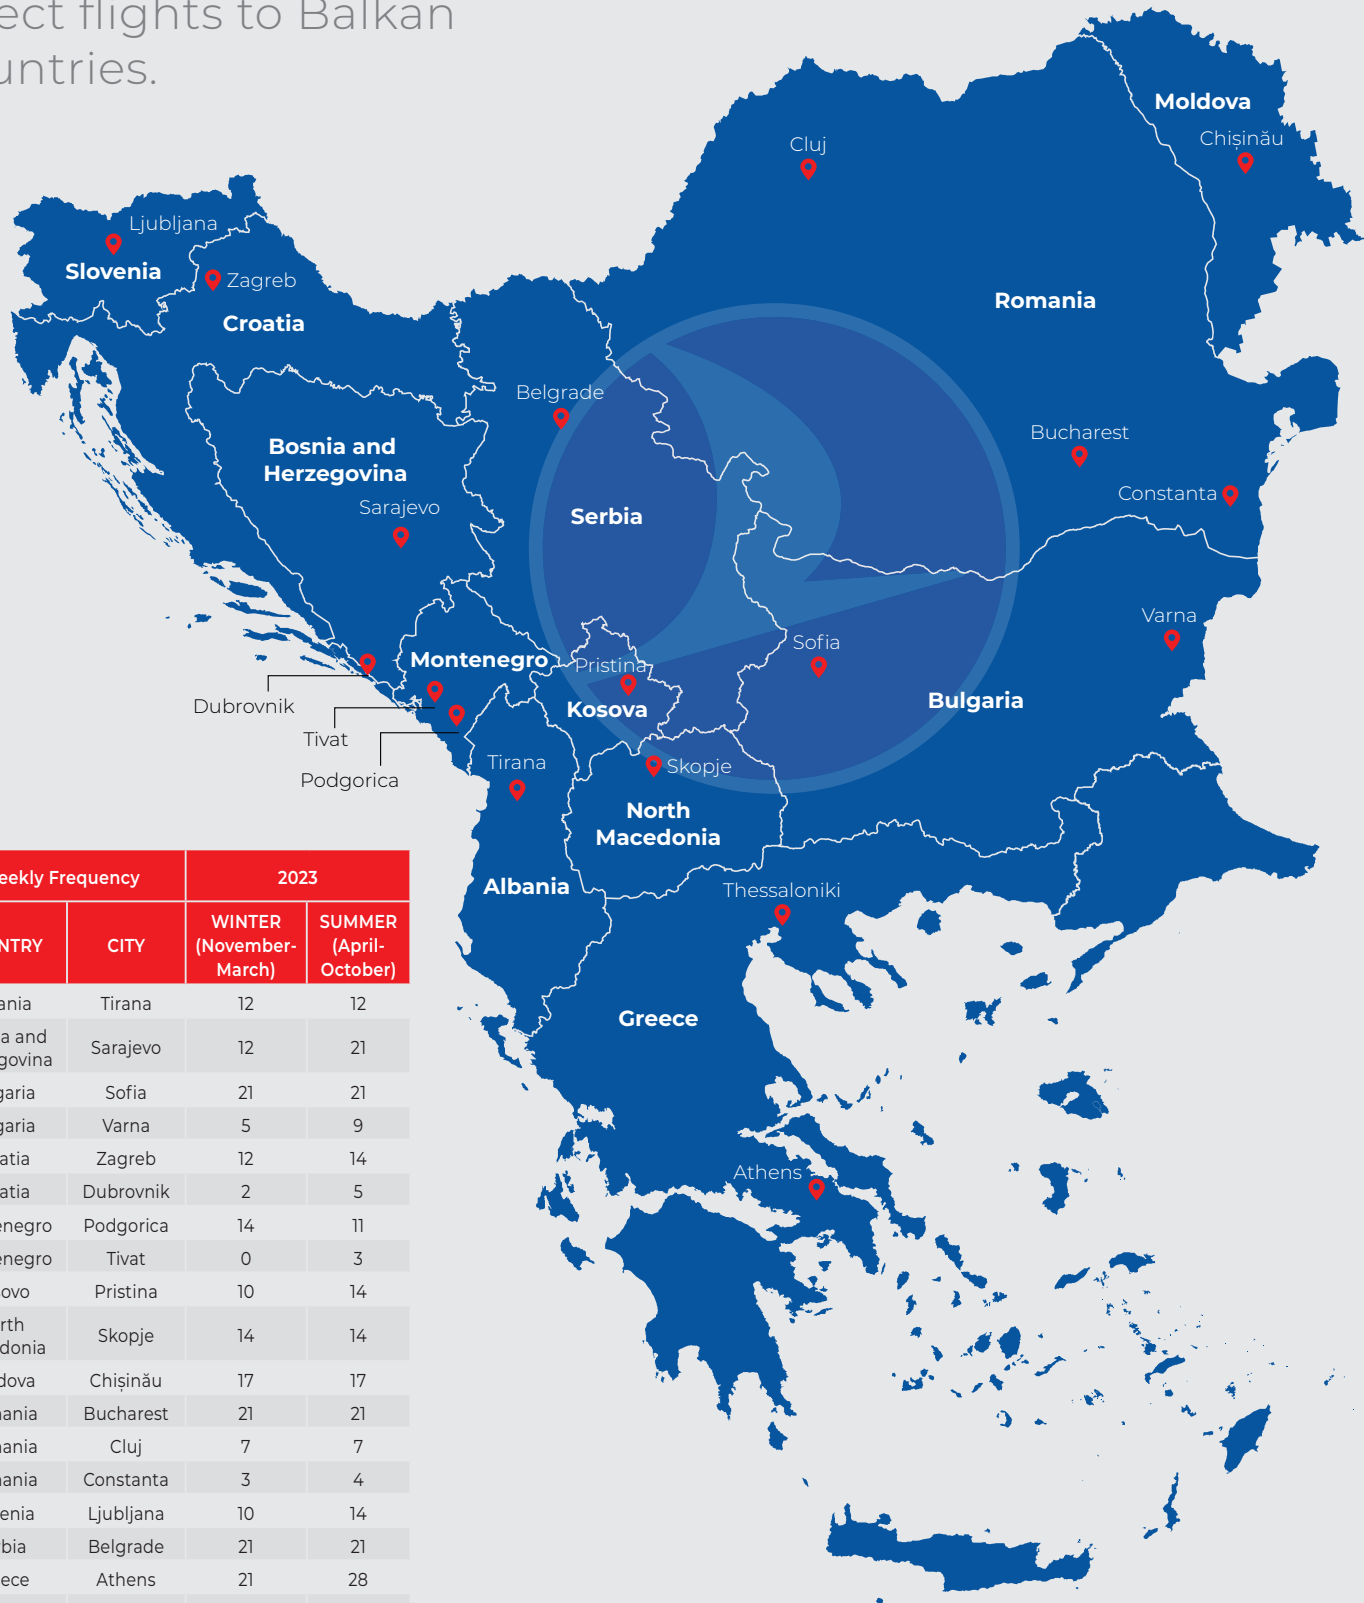 ect flights to Balkan
untries.
Moldova
Chișinău
Cluj
Ljubljana
Slovenia
Zagreb
Croatia
Romania
Belgrade
Bucharest
Bosnia and
Herzegovina
Constanta
Sarajevo
Serbia
Varna
Sofia
Montenegro
Pristina
Bulgaria
Dubrovnik
Kosova
Tivat
Tirana
Skopje
Podgorica
North
Macedonia
Albania
Thessaloniki
Greece
Athens
eekly Frequency 2023
NTRY CITY WINTER (November-March) SUMMER (April-October)
ania Tirana 12 12
a and
govina Sarajevo 12 21
garia Sofia 21 21
garia Varna 5 9
atia Zagreb 12 14
atia Dubrovnik 2 5
enegro Podgorica 14 11
enegro Tivat 0 3
ovo Pristina 10 14
rth
donia Skopje 14 14
dova Chișinău 17 17
ania Bucharest 21 21
ania Cluj 7 7
ania Constanta 3 4
enia Ljubljana 10 14
bia Belgrade 21 21
ece Athens 21 28